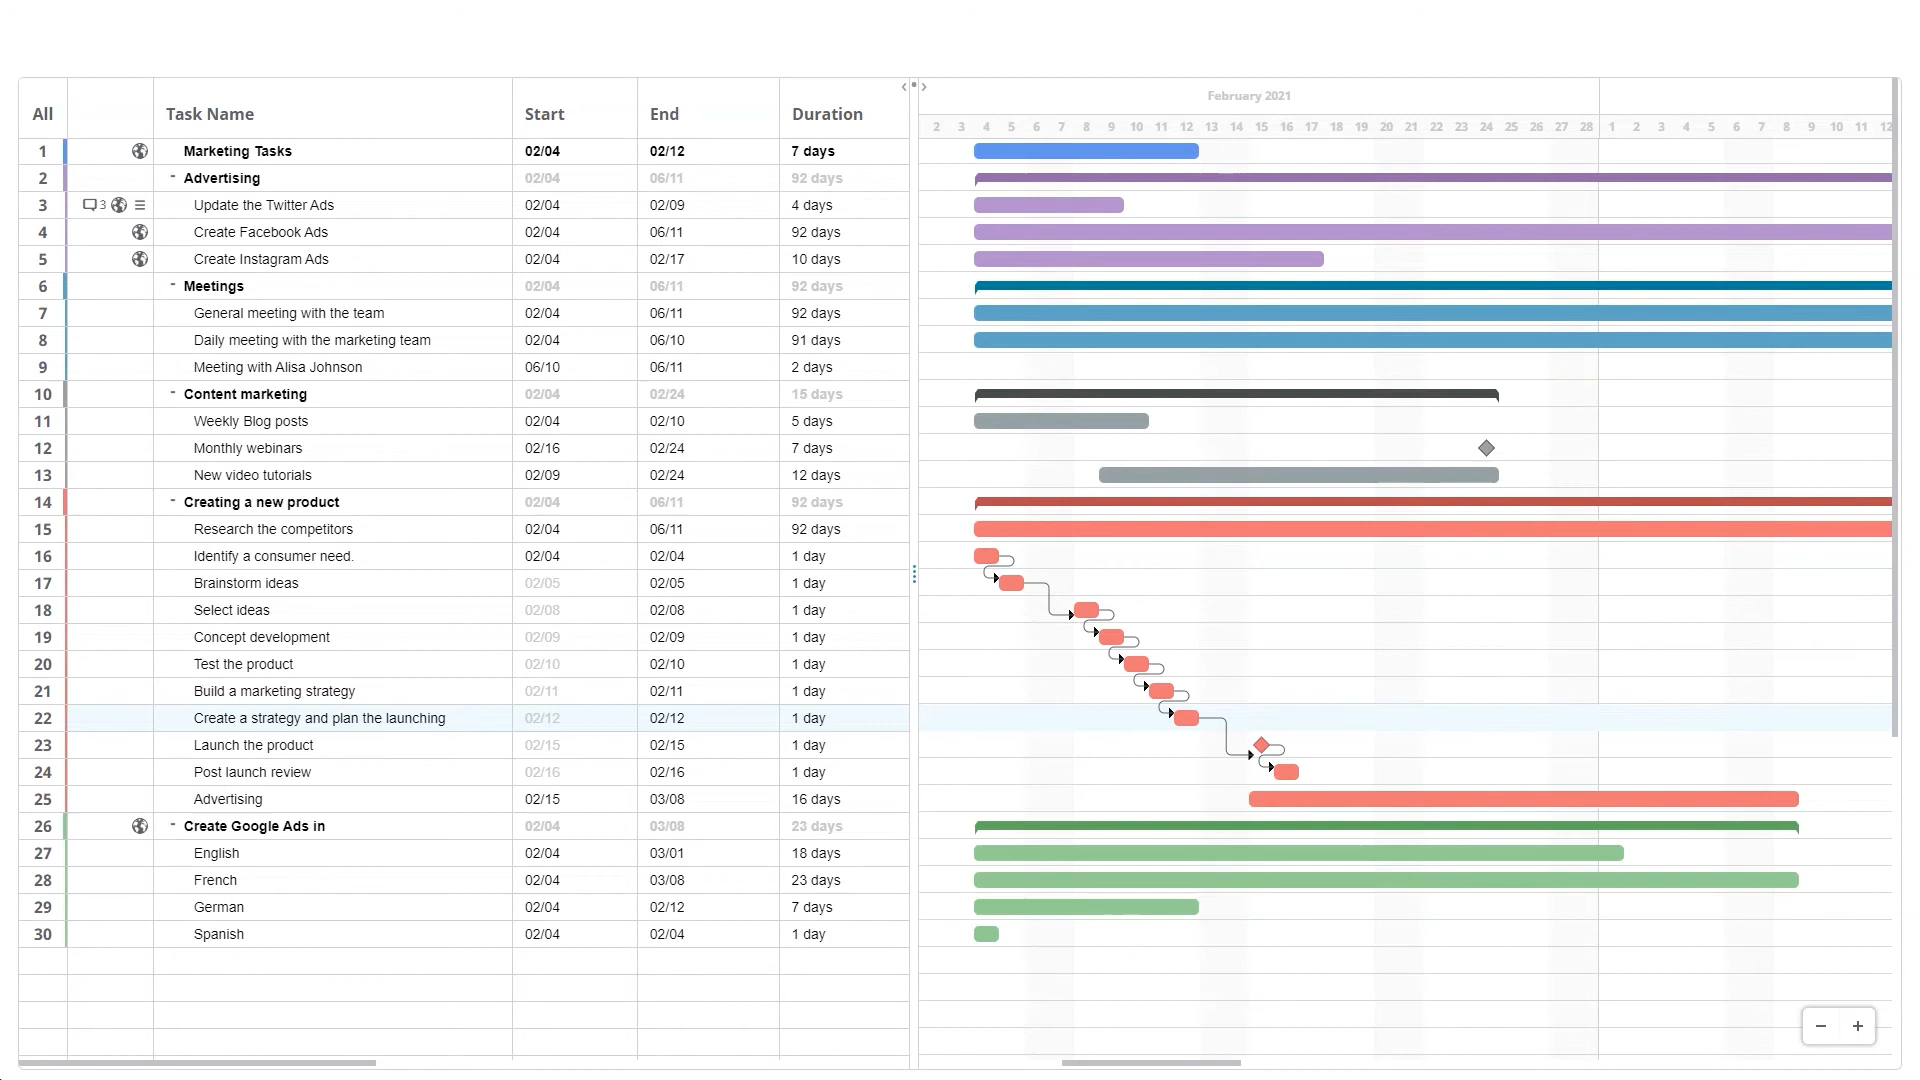 February 2021
All Task Name Start End Duration
2 3 4 5 6 7 8 9 10 11 12 13 14 15 16 17 18 19 20 21 22 23 24 25 26 27 28 1 2 3 4 5 6 7 8 9 10 11 12
1 Marketing Tasks 02/04 02/12 7 days
2 - Advertising 02/04 06/11 92 days
3 3 Update the Twitter Ads 02/04 02/09 4 days
4 Create Facebook Ads 02/04 06/11 92 days
5 Create Instagram Ads 02/04 02/17 10 days
6 - Meetings 02/04 06/11 92 days
7 General meeting with the team 02/04 06/11 92 days
8 Daily meeting with the marketing team 02/04 06/10 91 days
9 Meeting with Alisa Johnson 06/10 06/11 2 days
10 - Content marketing 02/04 02/24 15 days
11 Weekly Blog posts 02/04 02/10 5 days
12 Monthly webinars 02/16 02/24 7 days
13 New video tutorials 02/09 02/24 12 days
14 - Creating a new product 02/04 06/11 92 days
15 Research the competitors 02/04 06/11 92 days
16 Identify a consumer need. 02/04 02/04 1 day
17 Brainstorm ideas 02/05 02/05 1 day
18 Select ideas 02/08 02/08 1 day
19 Concept development 02/09 02/09 1 day
20 Test the product 02/10 02/10 1 day
21 Build a marketing strategy 02/11 02/11 1 day
22 Create a strategy and plan the launching 02/12 02/12 1 day
23 Launch the product 02/15 02/15 1 day
24 Post launch review 02/16 02/16 1 day
25 Advertising 02/15 03/08 16 days
26 - Create Google Ads in 02/04 03/08 23 days
27 English 02/04 03/01 18 days
28 French 02/04 03/08 23 days
29 German 02/04 02/12 7 days
30 Spanish 02/04 02/04 1 day
− +